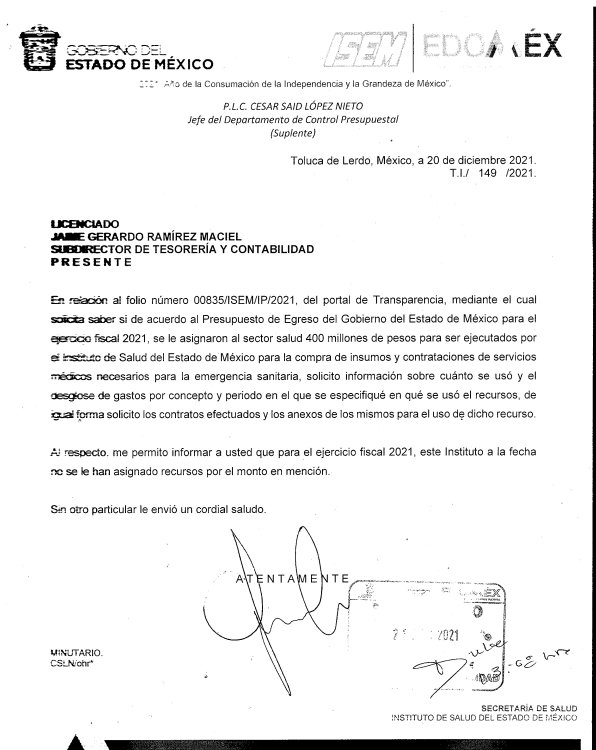 GOBIERNO DEL
ESTADO DE MÉXICO
ISEM
EDOMÉX
2021. Año de la Consumación de la Independencia y la Grandeza de México".
P.L.C. CESAR SAID LÓPEZ NIETO
Jefe del Departamento de Control Presupuestal
(Suplente)
Toluca de Lerdo, México, a 20 de diciembre 2021.
T.I./ 149 /2021.
LICENCIADO
JAIME GERARDO RAMÍREZ MACIEL
SUBDIRECTOR DE TESORERÍA Y CONTABILIDAD
P R E S E N T E
En relación al folio número 00835/ISEM/IP/2021, del portal de Transparencia, mediante el cual
solicita saber si de acuerdo al Presupuesto de Egreso del Gobierno del Estado de México para el
ejercicio fiscal 2021, se le asignaron al sector salud 400 millones de pesos para ser ejecutados por
el Instituto de Salud del Estado de México para la compra de insumos y contrataciones de servicios
médicos necesarios para la emergencia sanitaria, solicito información sobre cuánto se usó y el
desglose de gastos por concepto y periodo en el que se especifiqué en qué se usó el recursos, de
igual forma solicito los contratos efectuados y los anexos de los mismos para el uso de dicho recurso.
Al respecto. me permito informar a usted que para el ejercicio fiscal 2021, este Instituto a la fecha
no se le han asignado recursos por el monto en mención.
Sin otro particular le envió un cordial saludo.
A T E N T A M E N T E
2021
MINUTARIO.
CSLN/ohr*
SECRETARÍA DE SALUD
INSTITUTO DE SALUD DEL ESTADO DE MÉXICO